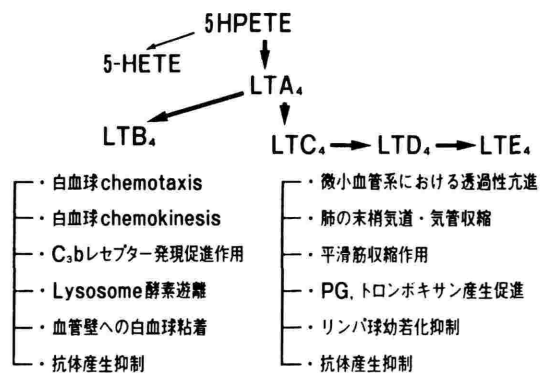 5HPETE
5-HETE
LTA₄
LTB₄
LTC₄ LTD₄ LTE₄
・白血球chemotaxis
・白血球chemokinesis
・C₃bレセプター発現促進作用
・Lysosome酵素遊離
・血管壁への白血球粘着
・抗体産生抑制
・微小血管系における透過性亢進
・肺の末梢気道・気管収縮
・平滑筋収縮作用
・PG, トロンボキサン産生促進
・リンパ球幼若化抑制
・抗体産生抑制